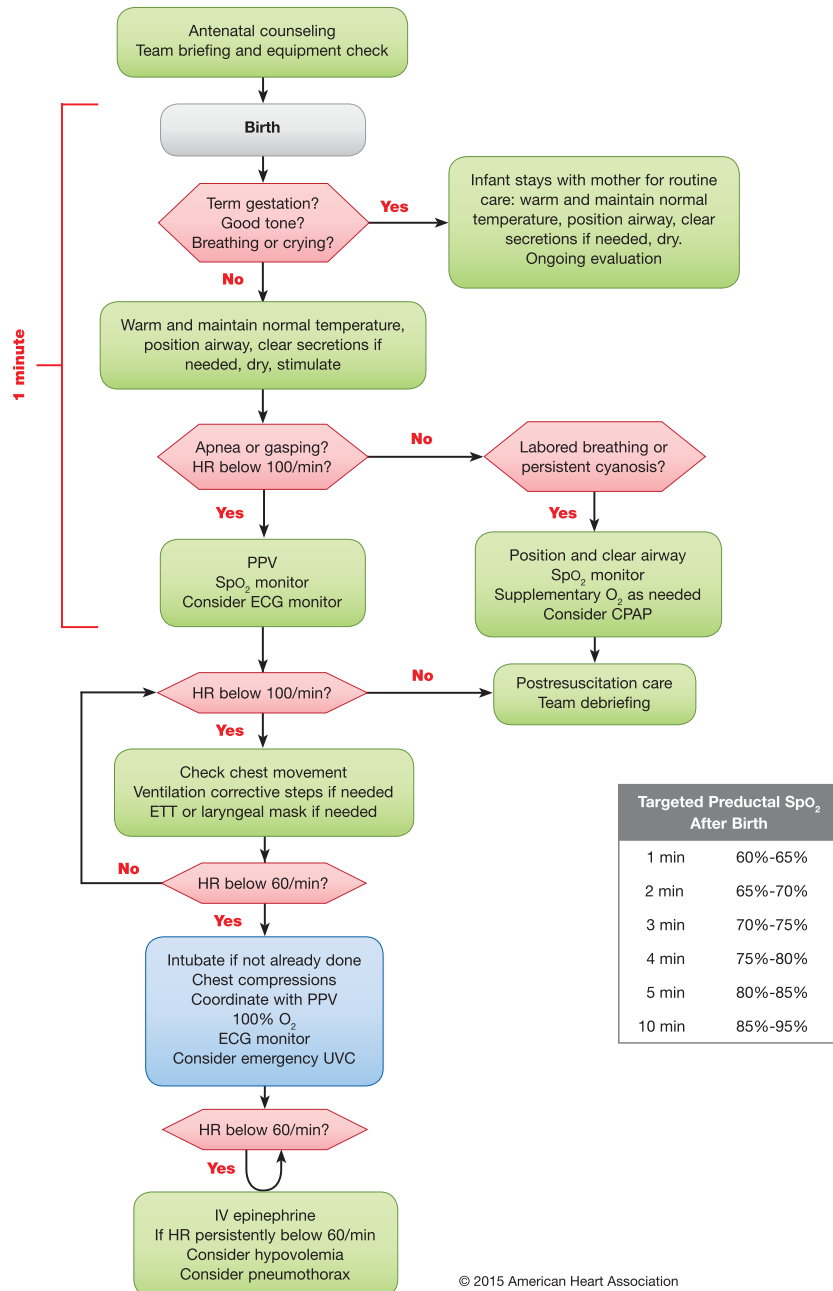 Antenatal counseling
Team briefing and equipment check
Birth
Term gestation?
Good tone?
Breathing or crying?
Yes
Infant stays with mother for routine
care: warm and maintain normal
temperature, position airway, clear
secretions if needed, dry.
Ongoing evaluation
No
1 minute
Warm and maintain normal temperature,
position airway, clear secretions if
needed, dry, stimulate
Apnea or gasping?
HR below 100/min?
No
Labored breathing or
persistent cyanosis?
Yes
Yes
PPV
SpO₂ monitor
Consider ECG monitor
Position and clear airway
SpO₂ monitor
Supplementary O₂ as needed
Consider CPAP
HR below 100/min?
No
Postresuscitation care
Team debriefing
Yes
Check chest movement
Ventilation corrective steps if needed
ETT or laryngeal mask if needed
No
HR below 60/min?
Yes
Intubate if not already done
Chest compressions
Coordinate with PPV
100% O₂
ECG monitor
Consider emergency UVC
HR below 60/min?
Yes
IV epinephrine
If HR persistently below 60/min
Consider hypovolemia
Consider pneumothorax
Targeted Preductal SpO₂
After Birth
1 min 60%-65%
2 min 65%-70%
3 min 70%-75%
4 min 75%-80%
5 min 80%-85%
10 min 85%-95%
© 2015 American Heart Association